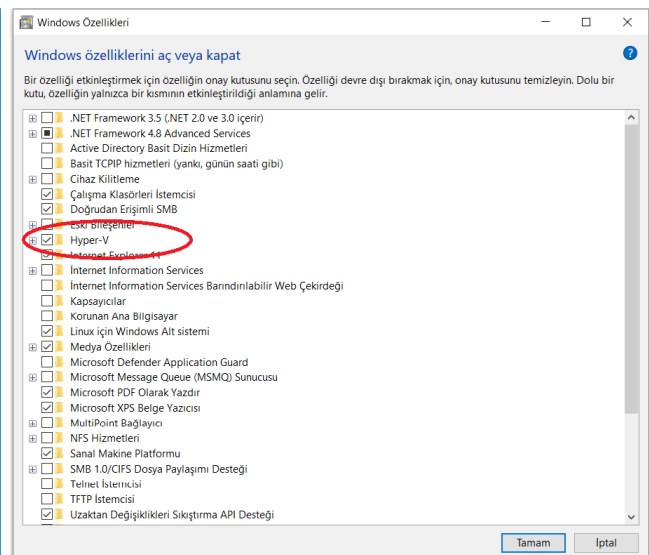 Windows Özellikleri
Windows özelliklerini aç veya kapat
Bir özelliği etkinleştirmek için özelliğin onay kutusunu seçin. Özelliği devre dışı bırakmak için, onay kutusunu temizleyin. Dolu bir
kutu, özelliğin yalnızca bir kısmının etkinleştirildiği anlamına gelir.
.NET Framework 3.5 (.NET 2.0 ve 3.0 içerir)
.NET Framework 4.8 Advanced Services
Active Directory Basit Dizin Hizmetleri
Basit TCPIP hizmetleri (yankı, günün saati gibi)
Cihaz Kilitleme
Çalışma Klasörleri İstemcisi
Doğrudan Erişimli SMB
Eski Bileşenler
Hyper-V
Internet Explorer 11
İnternet Information Services
İnternet Information Services Barındırılabilir Web Çekirdeği
Kapsayıcılar
Korunan Ana Bilgisayar
Linux için Windows Alt sistemi
Medya Özellikleri
Microsoft Defender Application Guard
Microsoft Message Queue (MSMQ) Sunucusu
Microsoft PDF Olarak Yazdır
Microsoft XPS Belge Yazıcısı
MultiPoint Bağlayıcı
NFS Hizmetleri
Sanal Makine Platformu
SMB 1.0/CIFS Dosya Paylaşımı Desteği
Telnet İstemcisi
TFTP İstemcisi
Uzaktan Değişiklikleri Sıkıştırma API Desteği
Tamam
İptal